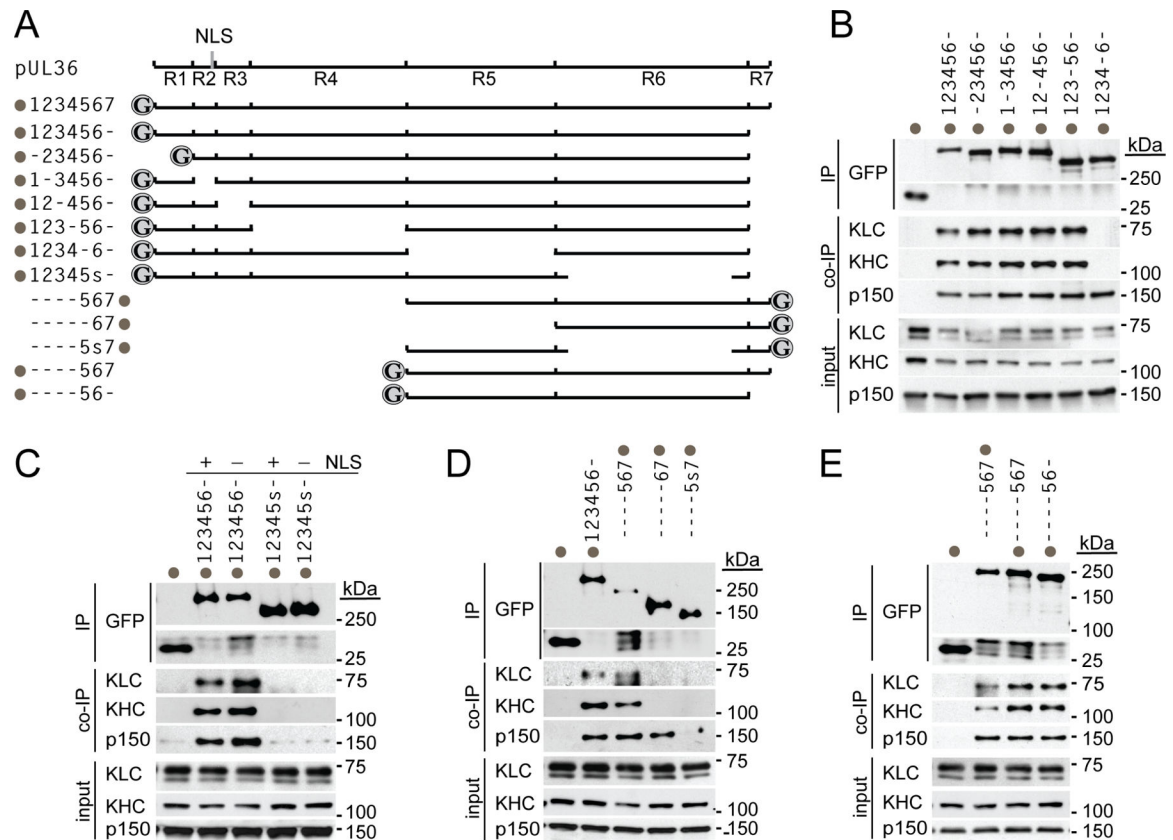 A
NLS
pUL36
R1 R2 R3 R4 R5 R6 R7
1234567 G
123456- G
-23456- G
1-3456- G
12-456- G
123-56- G
1234-6- G
12345s- G
----567 G
-----67 G
----5s7 G
----567 G
----56- G
B
123456-
-23456-
1-3456-
12-456-
123-56-
1234-6-
kDa
IP GFP 250
25
co-IP KLC 75
KHC 100
p150 150
input KLC 75
KHC 100
p150 150
C
+ – + – NLS
123456-
123456-
12345s-
12345s-
kDa
IP GFP 250
25
co-IP KLC 75
KHC 100
p150 150
input KLC 75
KHC 100
p150 150
D
123456-
----567
-----67
----5s7
kDa
IP GFP 250
150
25
co-IP KLC 75
KHC 100
p150 150
input KLC 75
KHC 100
p150 150
E
----567
----567
----56-
kDa
IP GFP 250
150
100
25
co-IP KLC 75
KHC 100
p150 150
input KLC 75
KHC 100
p150 150